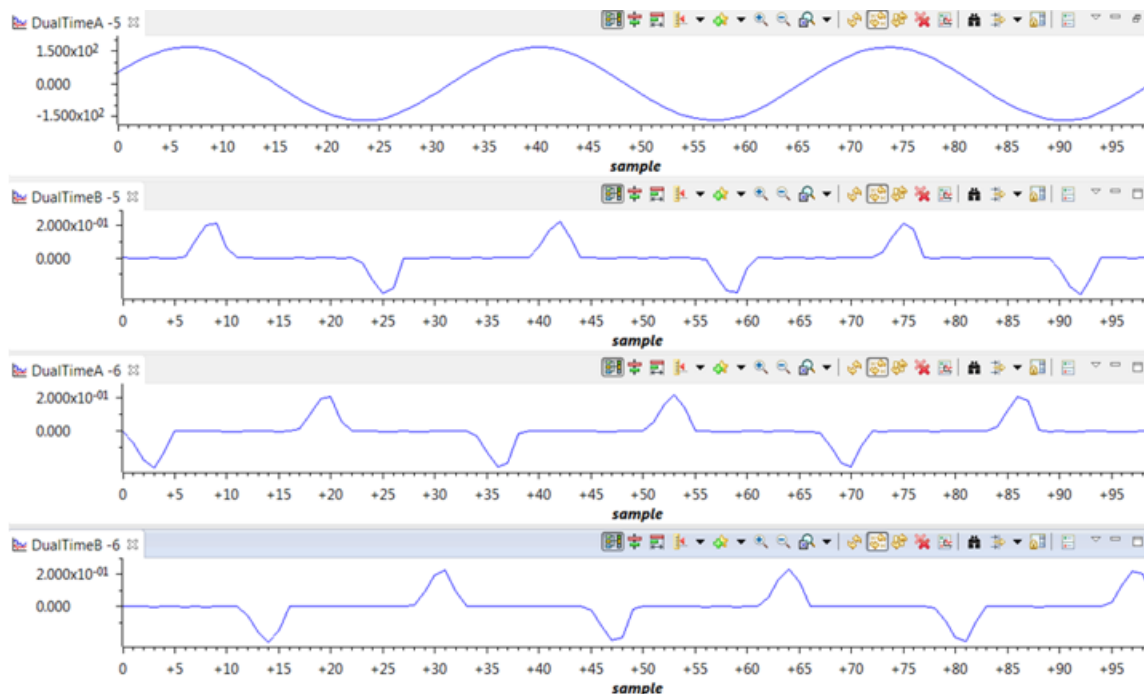 DualTimeA -5
1.500x10²
0.000
-1.500x10²
0 +5 +10 +15 +20 +25 +30 +35 +40 +45 +50 +55 +60 +65 +70 +75 +80 +85 +90 +95
sample
DualTimeB -5
2.000x10⁻⁰¹
0.000
0 +5 +10 +15 +20 +25 +30 +35 +40 +45 +50 +55 +60 +65 +70 +75 +80 +85 +90 +95
sample
DualTimeA -6
2.000x10⁻⁰¹
0.000
0 +5 +10 +15 +20 +25 +30 +35 +40 +45 +50 +55 +60 +65 +70 +75 +80 +85 +90 +95
sample
DualTimeB -6
2.000x10⁻⁰¹
0.000
0 +5 +10 +15 +20 +25 +30 +35 +40 +45 +50 +55 +60 +65 +70 +75 +80 +85 +90 +95
sample